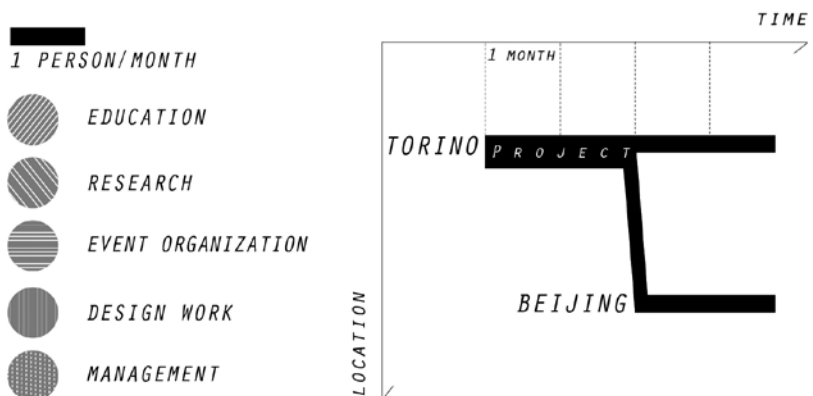 1 PERSON/MONTH
EDUCATION
RESEARCH
EVENT ORGANIZATION
DESIGN WORK
MANAGEMENT
TIME
1 MONTH
TORINO
PROJECT
BEIJING
LOCATION